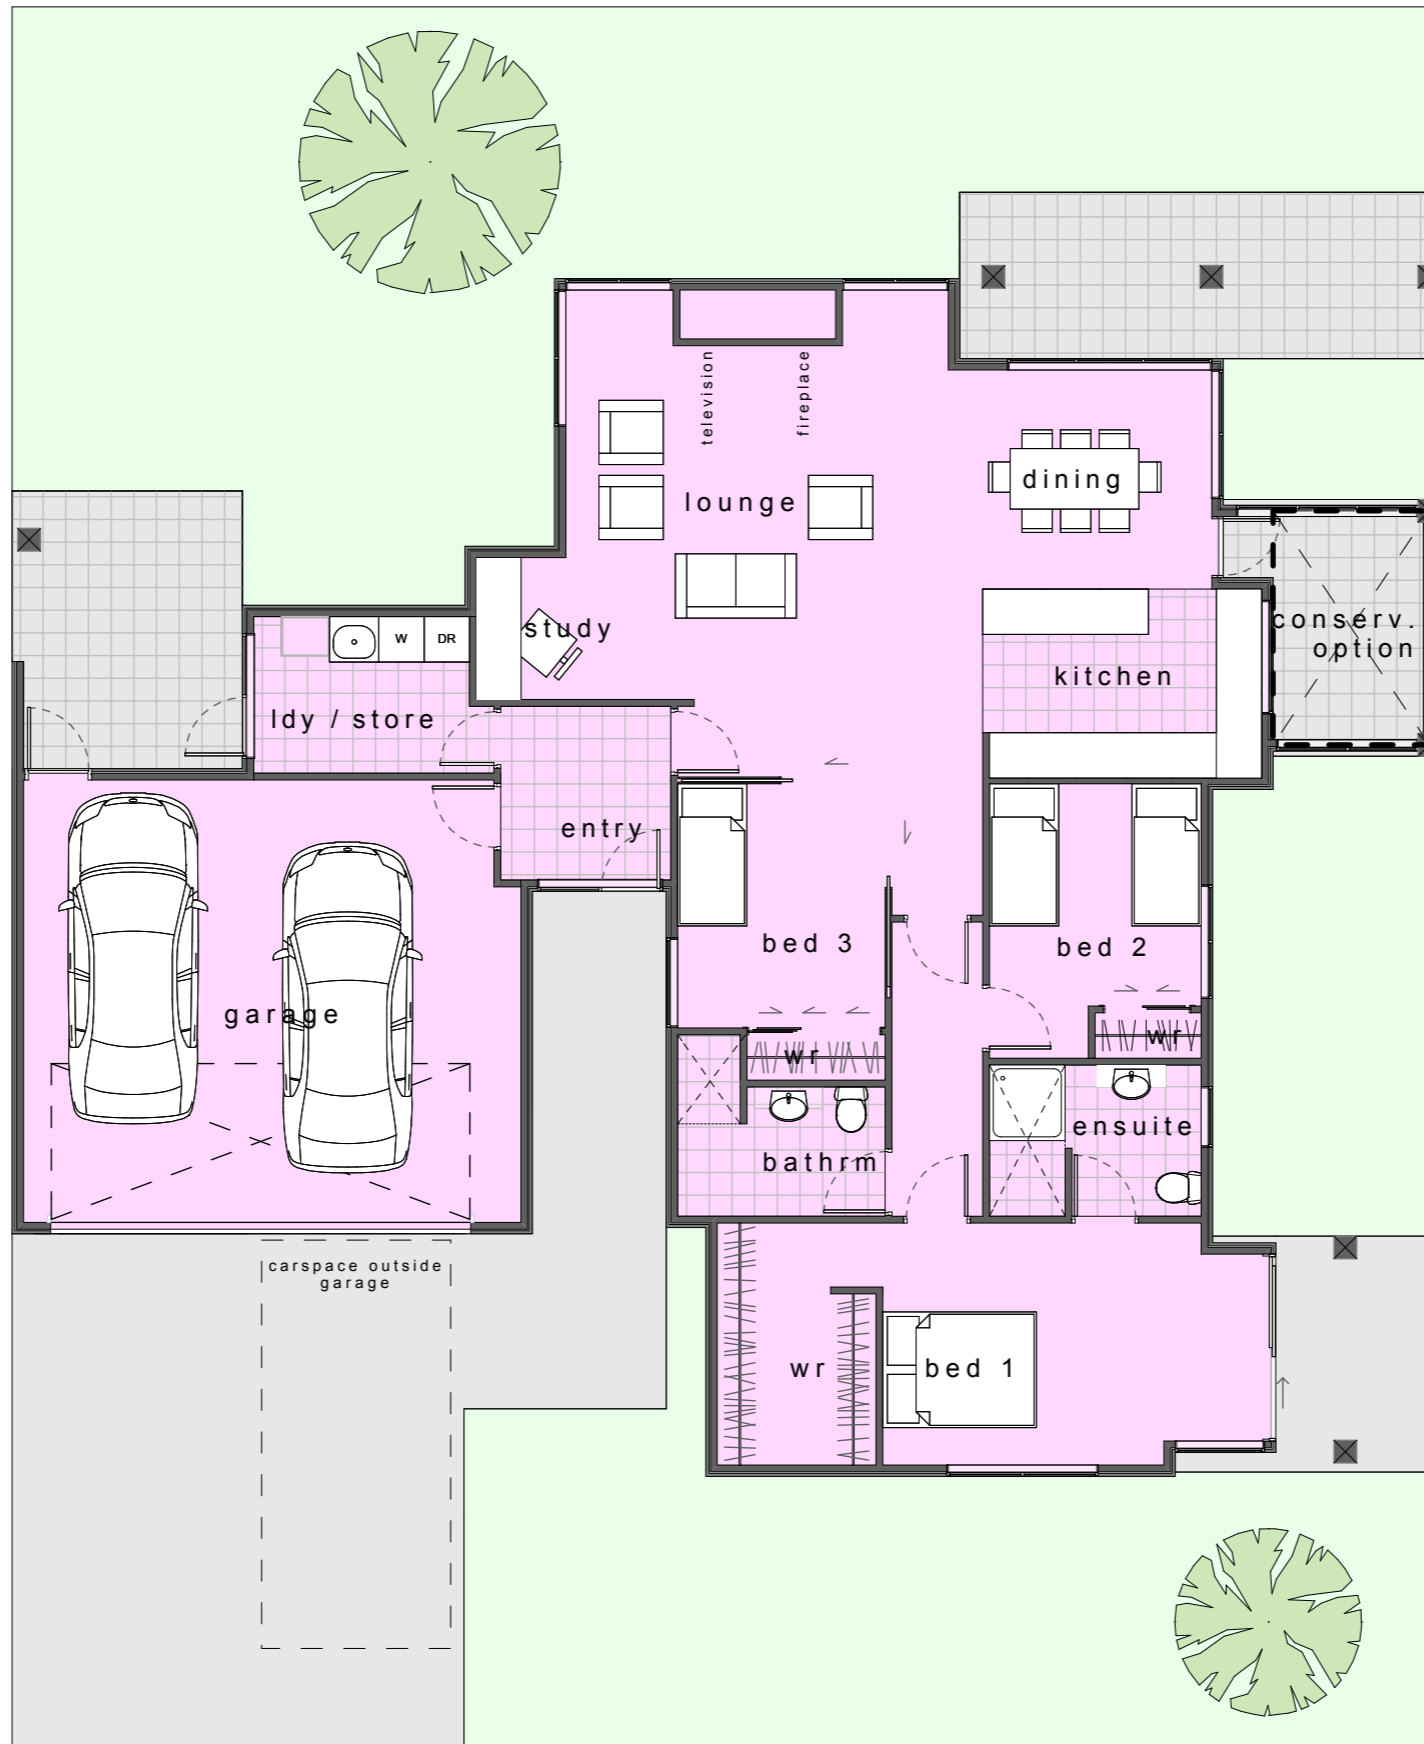 television
fireplace
lounge
dining
study
W
DR
conserv.
option
kitchen
ldy / store
entry
bed 3
bed 2
garage
wr
wr
ensuite
bathrm
carspace outside
garage
wr
bed 1